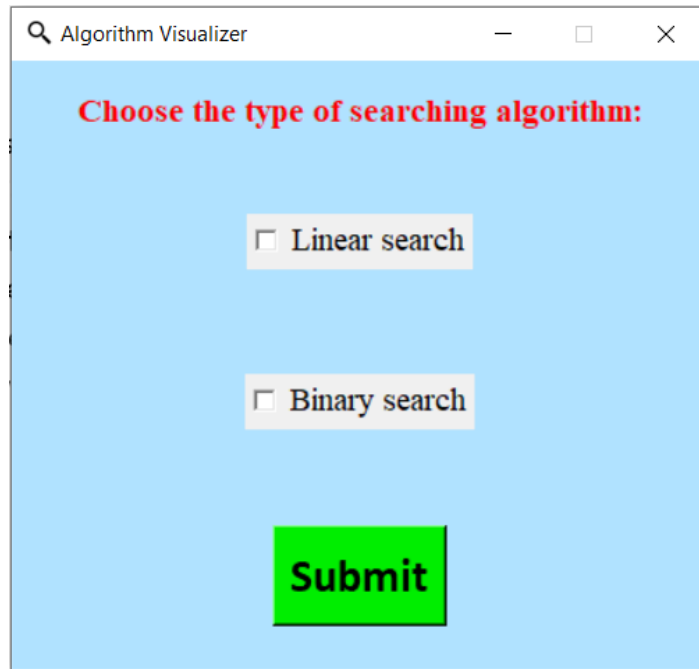 Algorithm Visualizer
Choose the type of searching algorithm:
Linear search
Binary search
Submit